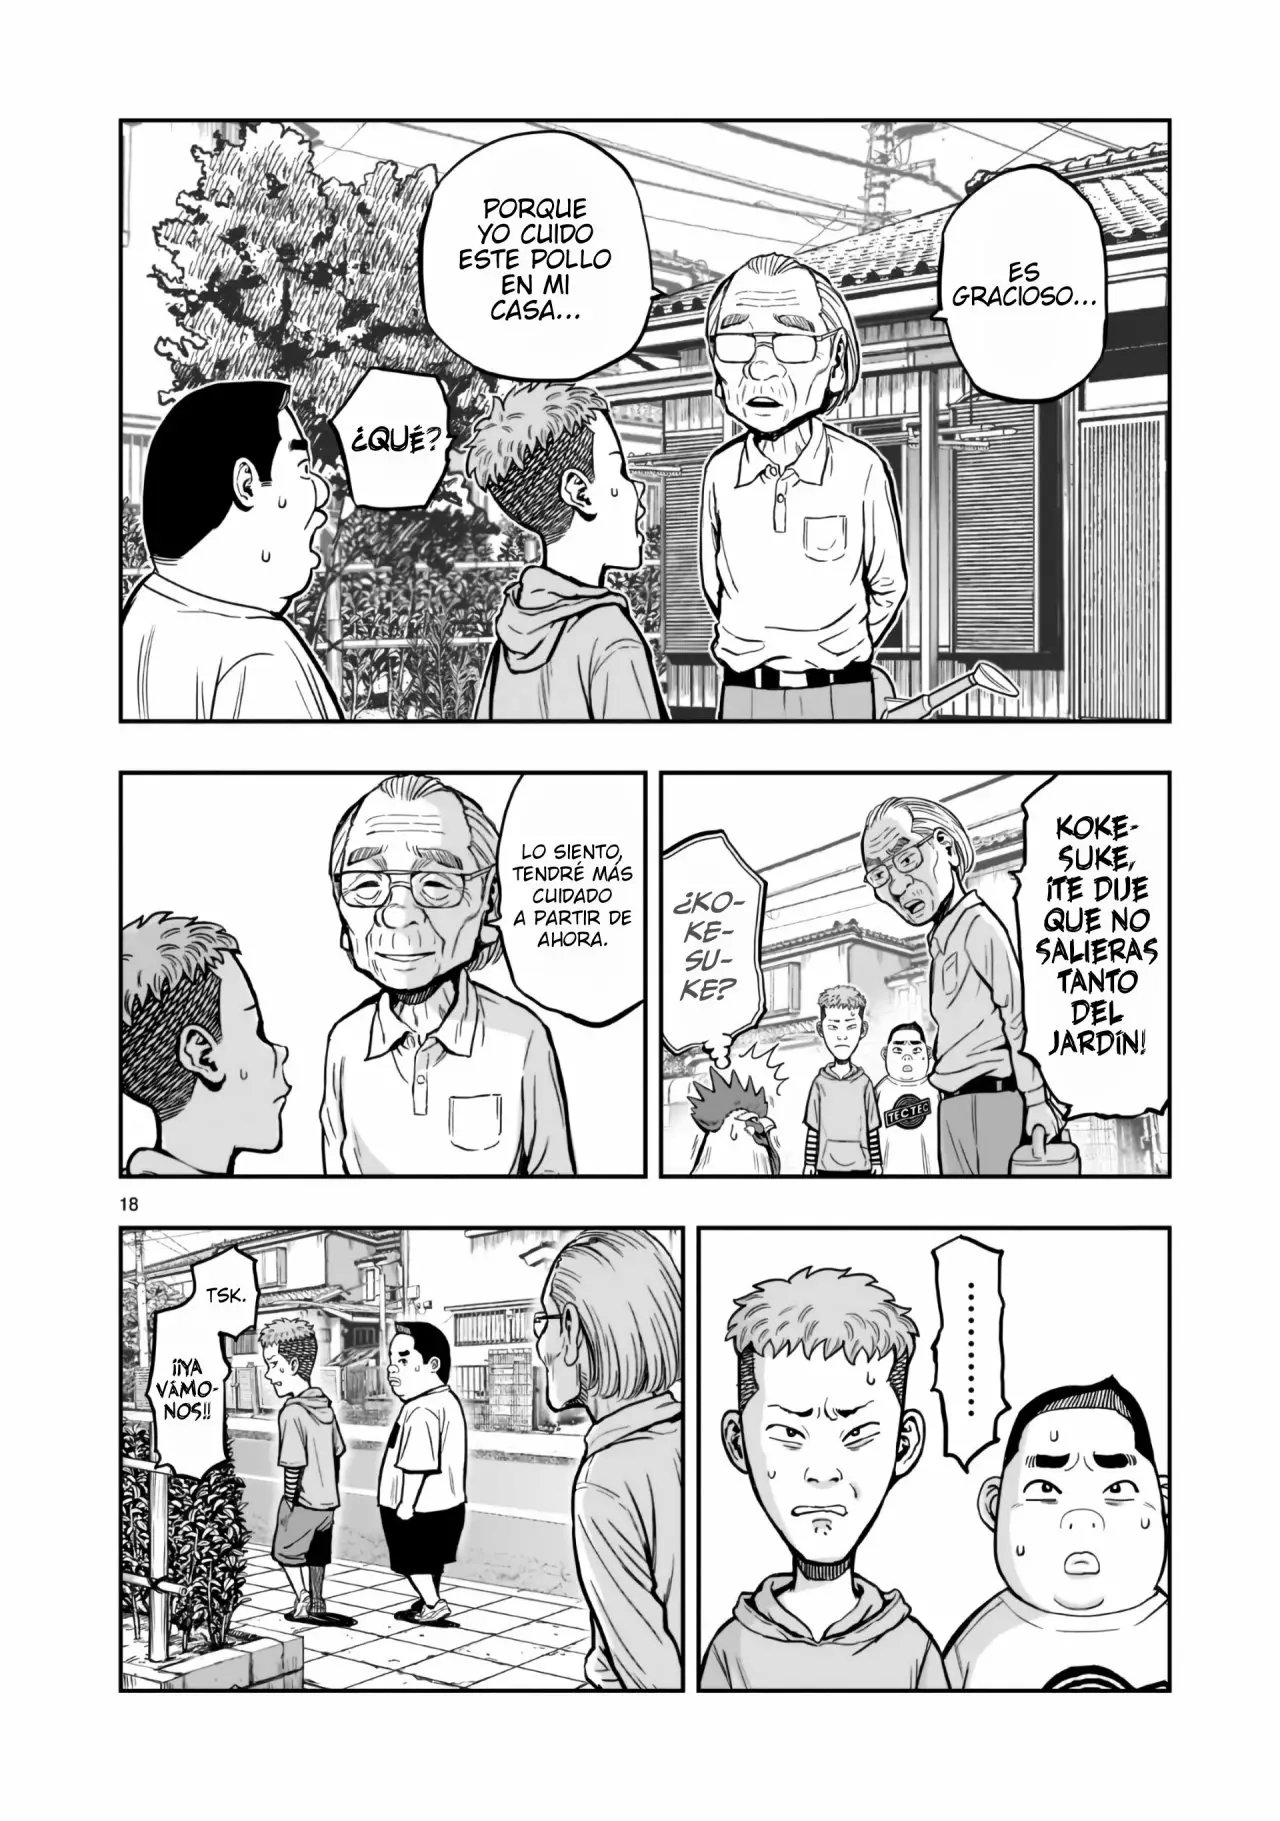 ES
GRACIOSO...
PORQUE
YO CUIDO
ESTE POLLO
EN MI
CASA...
¿QUÉ?
KOKE-
SUKE,
¡TE DIJE
QUE NO
SALIERAS
TANTO
DEL
JARDÍN!
¿KO-
KE-
SU-
KE?
TECTEC
LO SIENTO,
TENDRÉ MÁS
CUIDADO
A PARTIR DE
AHORA.
18
.........
TSK.
¡¡YA
VÁMO-
NOS!!